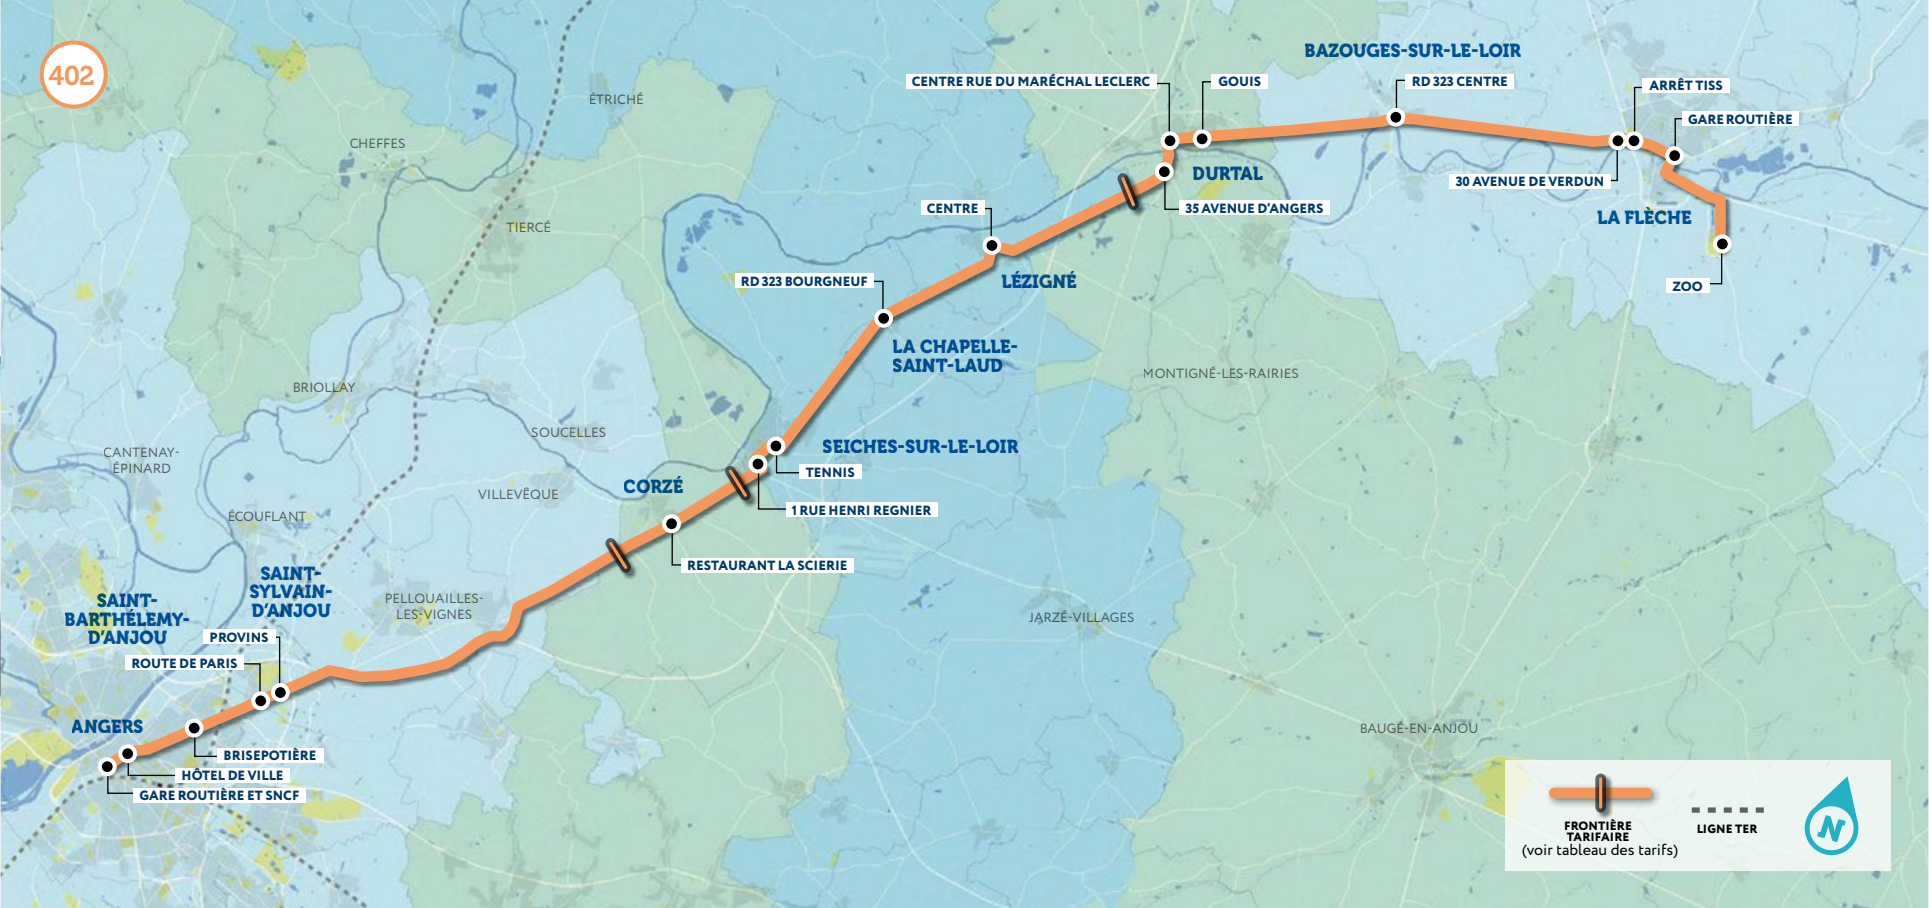 402
BAZOUGES-SUR-LE-LOIR
CENTRE RUE DU MARÉCHAL LECLERC
GOUIS
RD 323 CENTRE
ARRÊT TISS
GARE ROUTIÈRE
ÉTRICHÉ
CHEFFES
DURTAL
30 AVENUE DE VERDUN
35 AVENUE D'ANGERS
CENTRE
LA FLÈCHE
TIERCÉ
RD 323 BOURGNEUF
LÉZIGNÉ
ZOO
LA CHAPELLE-
SAINT-LAUD
MONTIGNÉ-LES-RAIRIES
BRIOLLAY
SOUCELLES
SEICHES-SUR-LE-LOIR
CANTENAY-
ÉPINARD
TENNIS
CORZÉ
VILLEVÊQUE
1 RUE HENRI REGNIER
ÉCOUFLANT
RESTAURANT LA SCIERIE
SAINT-
SYLVAIN-
D'ANJOU
SAINT-
BARTHÉLEMY-
D'ANJOU
PELLOUAILLES-
LES-VIGNES
JARZÉ-VILLAGES
PROVINS
ROUTE DE PARIS
ANGERS
BAUGÉ-EN-ANJOU
BRISEPOTIÈRE
HÔTEL DE VILLE
GARE ROUTIÈRE ET SNCF
FRONTIÈRE
TARIFAIRE
(voir tableau des tarifs)
LIGNE TER
N